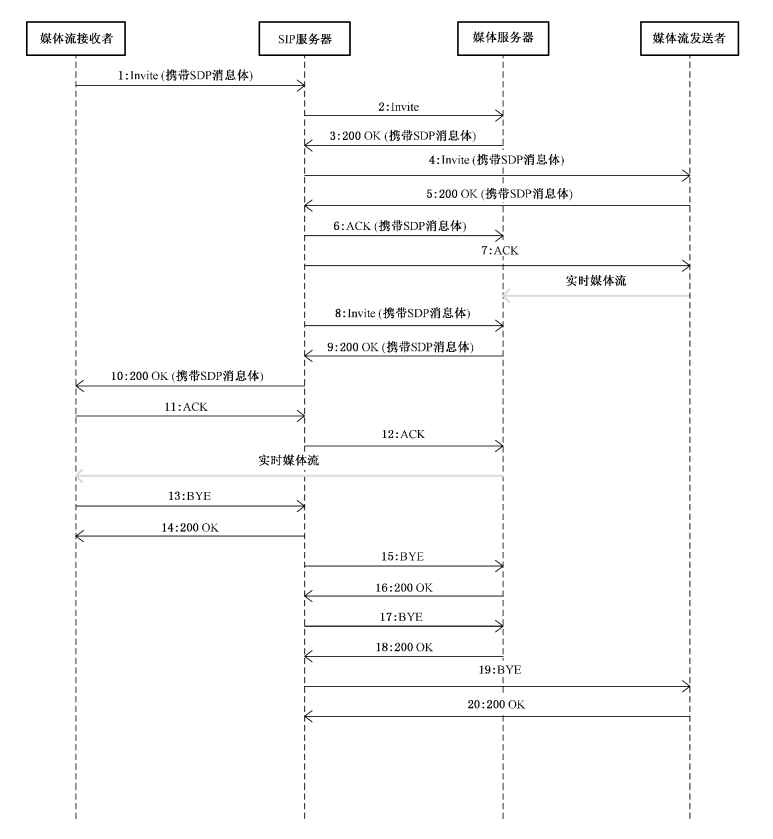 媒体流接收者
SIP服务器
媒体服务器
媒体流发送者
1:Invite (携带SDP消息体)
2:Invite
3:200 OK (携带SDP消息体)
4:Invite (携带SDP消息体)
5:200 OK (携带SDP消息体)
6:ACK (携带SDP消息体)
7:ACK
实时媒体流
8:Invite (携带SDP消息体)
9:200 OK (携带SDP消息体)
10:200 OK (携带SDP消息体)
11:ACK
12:ACK
实时媒体流
13:BYE
14:200 OK
15:BYE
16:200 OK
17:BYE
18:200 OK
19:BYE
20:200 OK